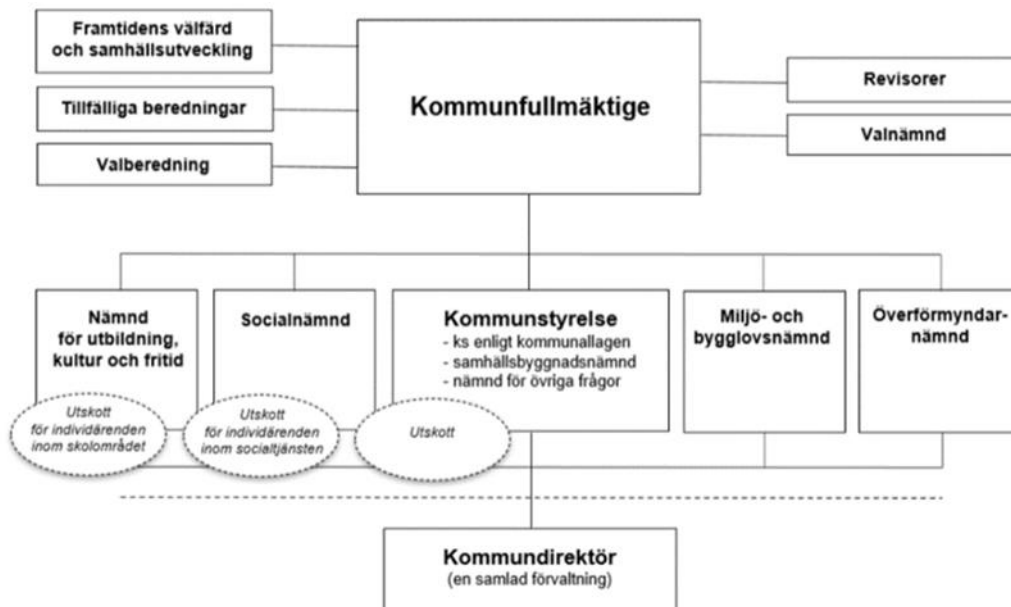 Framtidens välfärd
och samhällsutveckling
Tillfälliga beredningar
Valberedning
Kommunfullmäktige
Revisorer
Valnämnd
Nämnd
för utbildning,
kultur och fritid
Utskott
för individärenden
inom skolområdet
Socialnämnd
Utskott
för individärenden
inom socialtjänsten
Kommunstyrelse
- ks enligt kommunallagen
- samhällsbyggnadsnämnd
- nämnd för övriga frågor
Utskott
Miljö- och
bygglovsnämnd
Överförmyndar-
nämnd
Kommundirektör
(en samlad förvaltning)